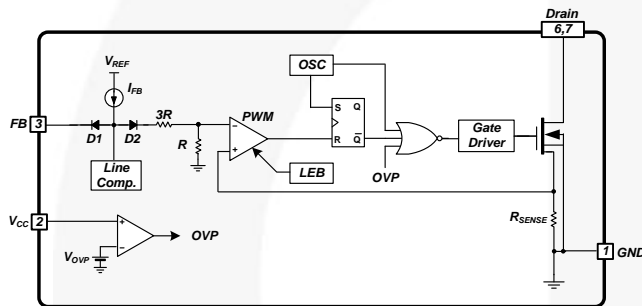 Drain
6,7
VREF
IFB
OSC
3R
PWM
S Q
FB 3
D1 D2
R
R Q
Gate
Driver
Line
Comp.
LEB
OVP
VCC 2
OVP
VOVP
RSENSE
1 GND